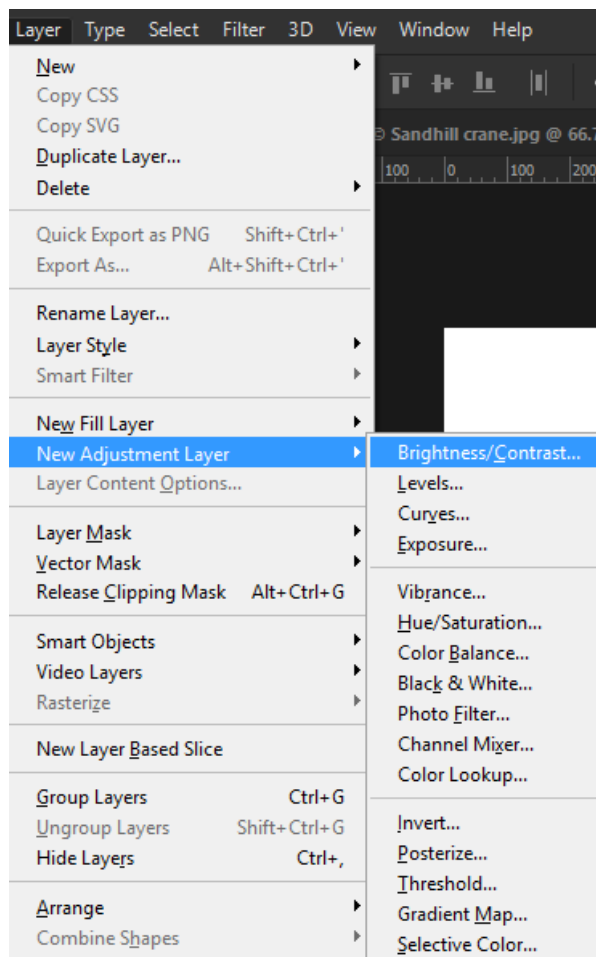 Layer Type Select Filter 3D View Window Help
Sandhill crane.jpg @ 66.7
100 0 100 200
New
Copy CSS
Copy SVG
Duplicate Layer...
Delete
Quick Export as PNG Shift+Ctrl+'
Export As... Alt+Shift+Ctrl+'
Rename Layer...
Layer Style
Smart Filter
New Fill Layer
New Adjustment Layer
Layer Content Options...
Layer Mask
Vector Mask
Release Clipping Mask Alt+Ctrl+G
Smart Objects
Video Layers
Rasterize
New Layer Based Slice
Group Layers Ctrl+G
Ungroup Layers Shift+Ctrl+G
Hide Layers Ctrl+,
Arrange
Combine Shapes
Brightness/Contrast...
Levels...
Curves...
Exposure...
Vibrance...
Hue/Saturation...
Color Balance...
Black & White...
Photo Filter...
Channel Mixer...
Color Lookup...
Invert...
Posterize...
Threshold...
Gradient Map...
Selective Color...